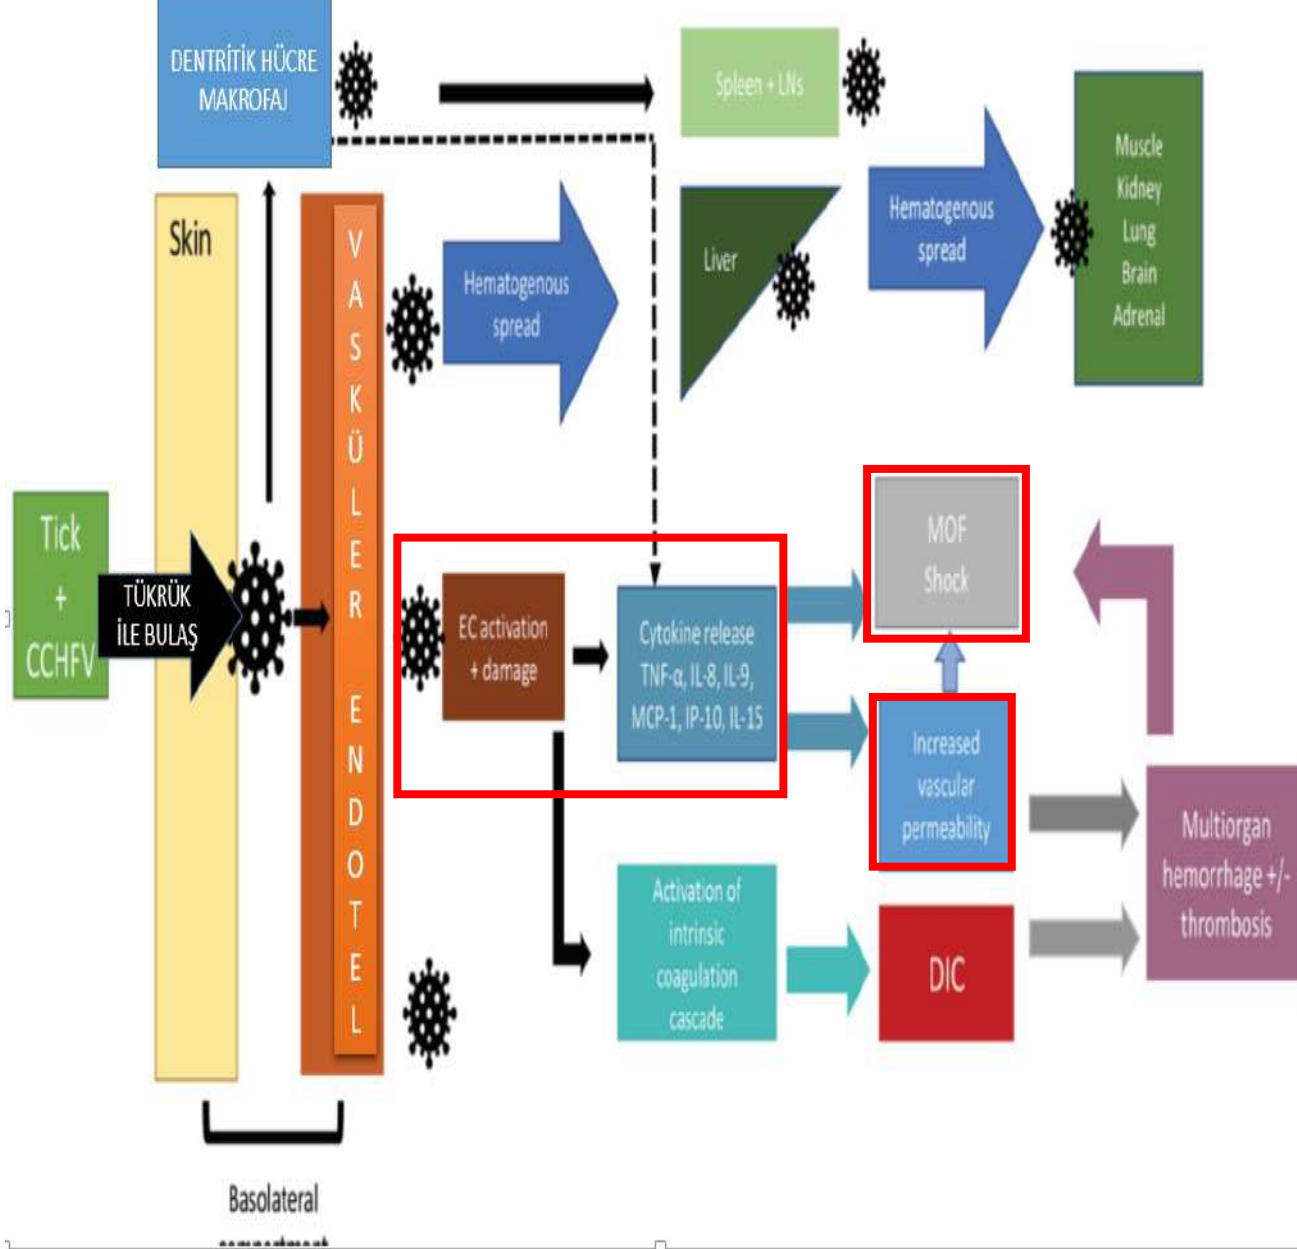 DENTRİTİK HÜCRE
MAKROFAJ
Spleen + LNs
Muscle
Kidney
Lung
Brain
Adrenal
Skin
VASKÜLER ENDOTEL
Hematogenous
spread
Liver
Hematogenous
spread
Tick
+
CCHFV
TÜKRÜK
İLE BULAŞ
EC activation
+ damage
Cytokine release
TNF-α, IL-8, IL-9,
MCP-1, IP-10, IL-15
MOF
Shock
Increased
vascular
permeability
Multiorgan
hemorrhage +/-
thrombosis
Activation of
intrinsic
coagulation
cascade
DIC
Basolateral